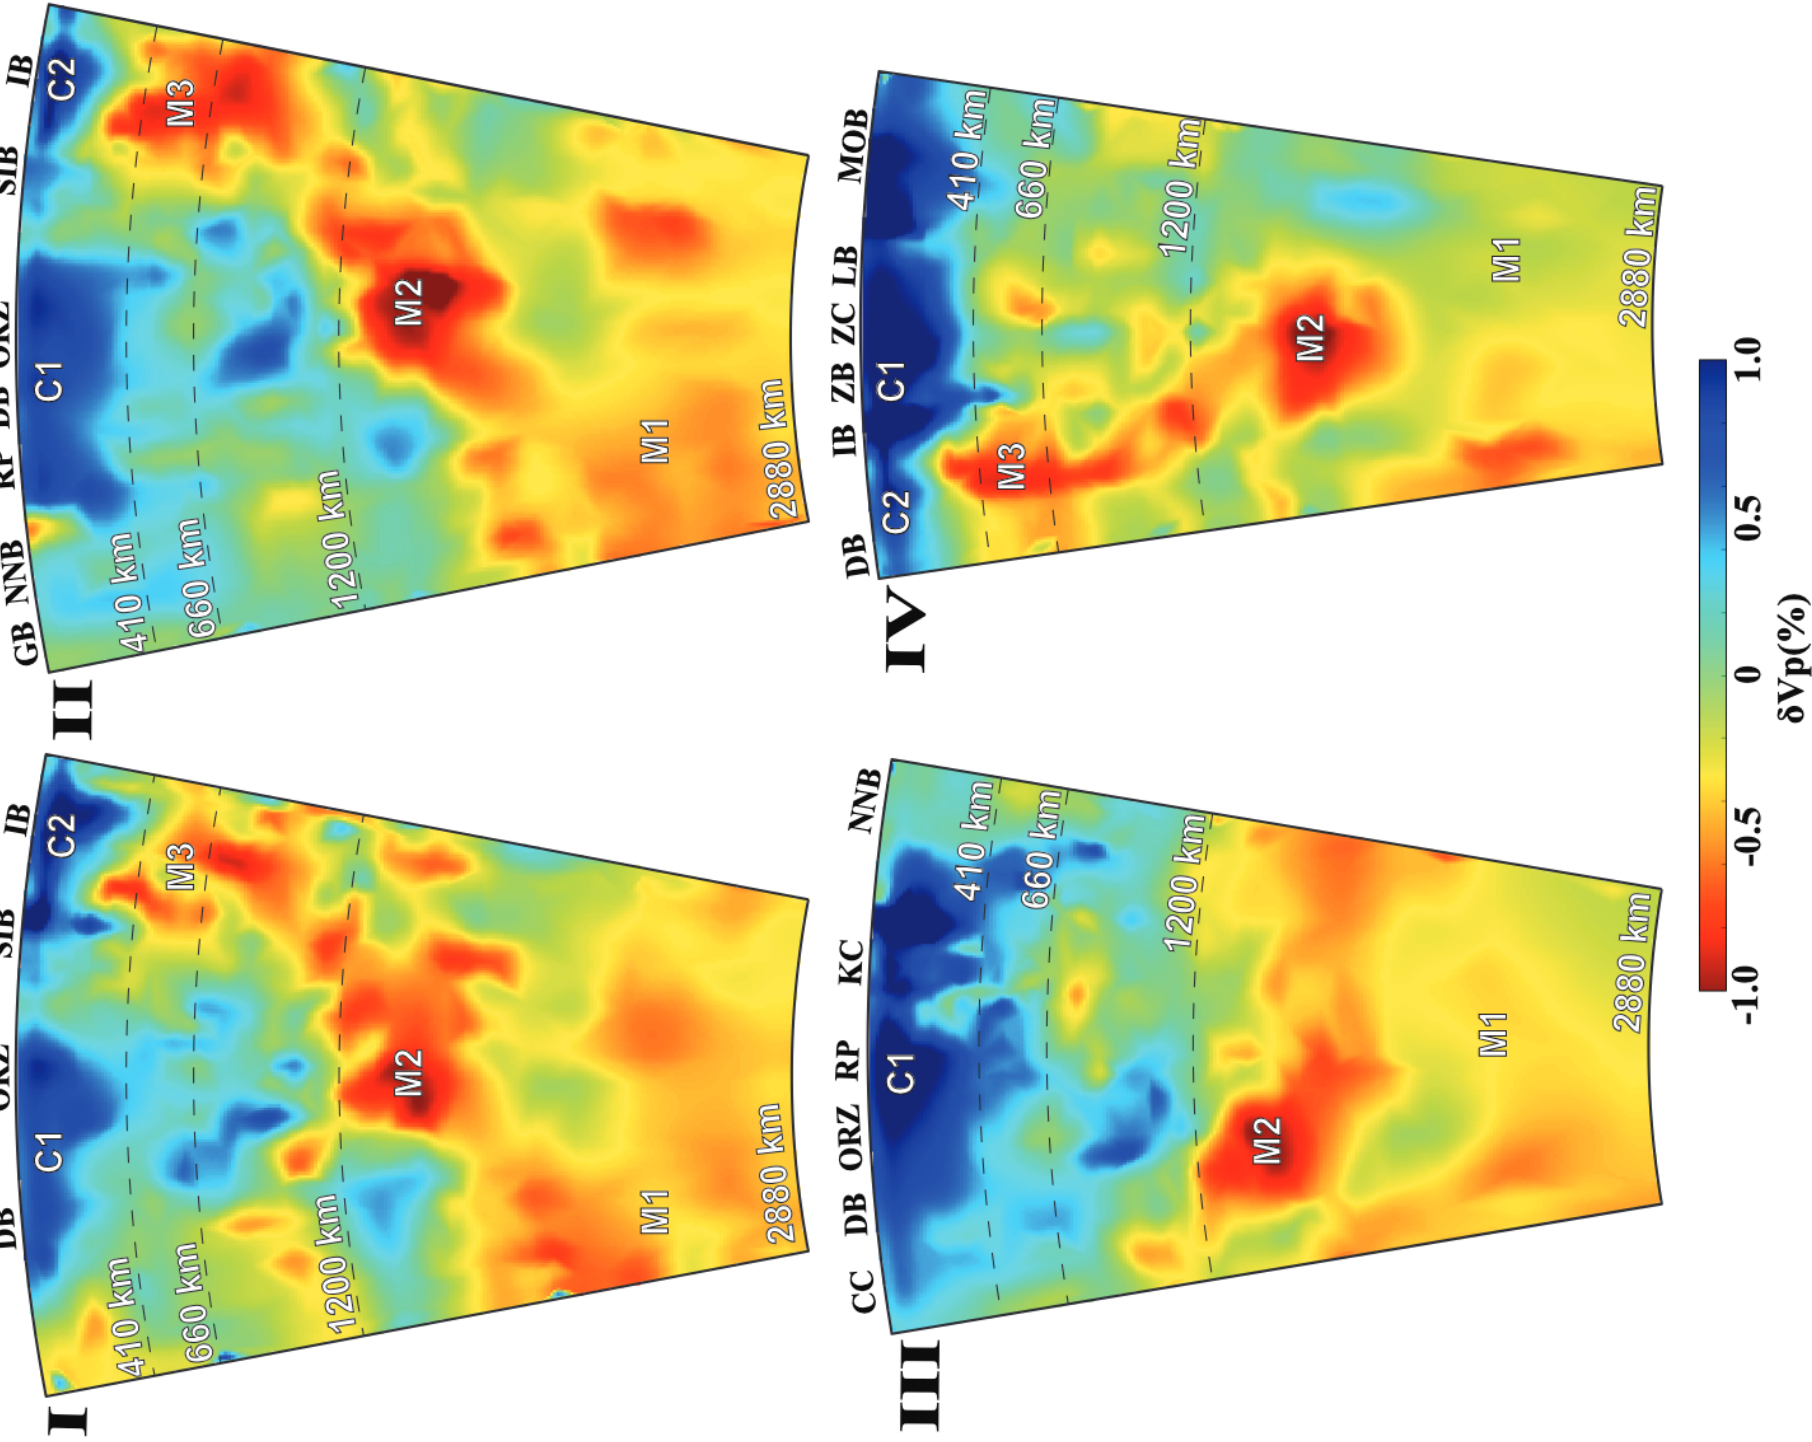 I
DB ORZ SIB IB
C1 C2
M3
410 km
660 km
1200 km
M2
M1
2880 km
II
GB NNB RP DB ORZ SIB IB
C1 C2
M3
410 km
660 km
1200 km
M2
M1
2880 km
III
CC DB ORZ RP KC NNB
C1
410 km
660 km
1200 km
M2
M1
2880 km
IV
DB IB ZB ZC LB MOB
C2 C1
410 km
M3
660 km
1200 km
M2
M1
2880 km
-1.0 -0.5 0 0.5 1.0
δVp(%)